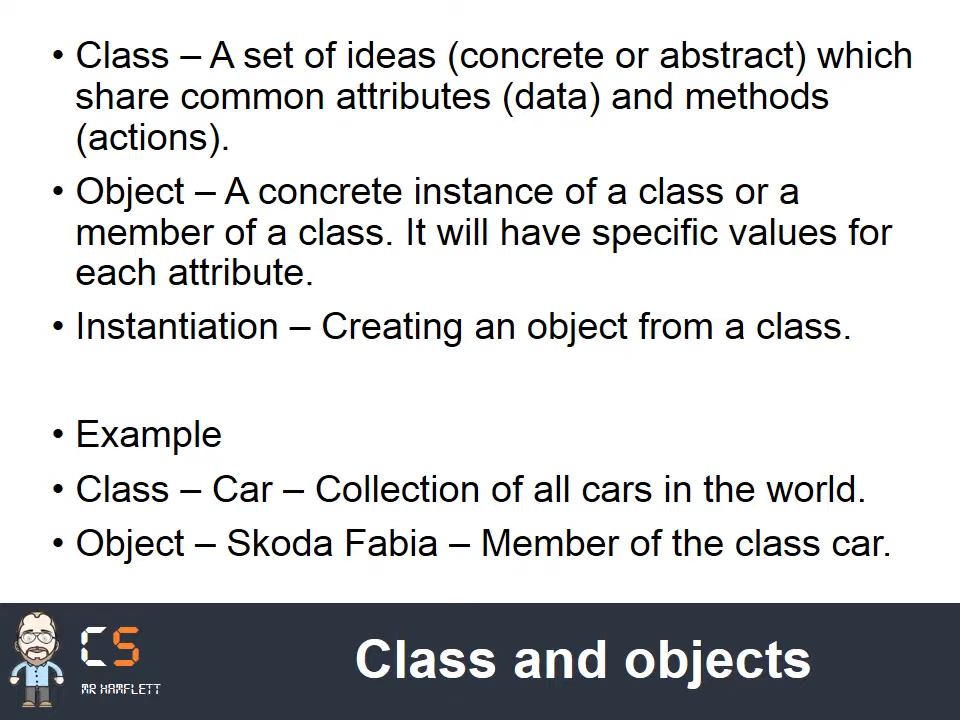 • Class – A set of ideas (concrete or abstract) which
share common attributes (data) and methods
(actions).
• Object – A concrete instance of a class or a
member of a class. It will have specific values for
each attribute.
• Instantiation – Creating an object from a class.
• Example
• Class – Car – Collection of all cars in the world.
• Object – Skoda Fabia – Member of the class car.
CS
MR HAMFLETT
Class and objects